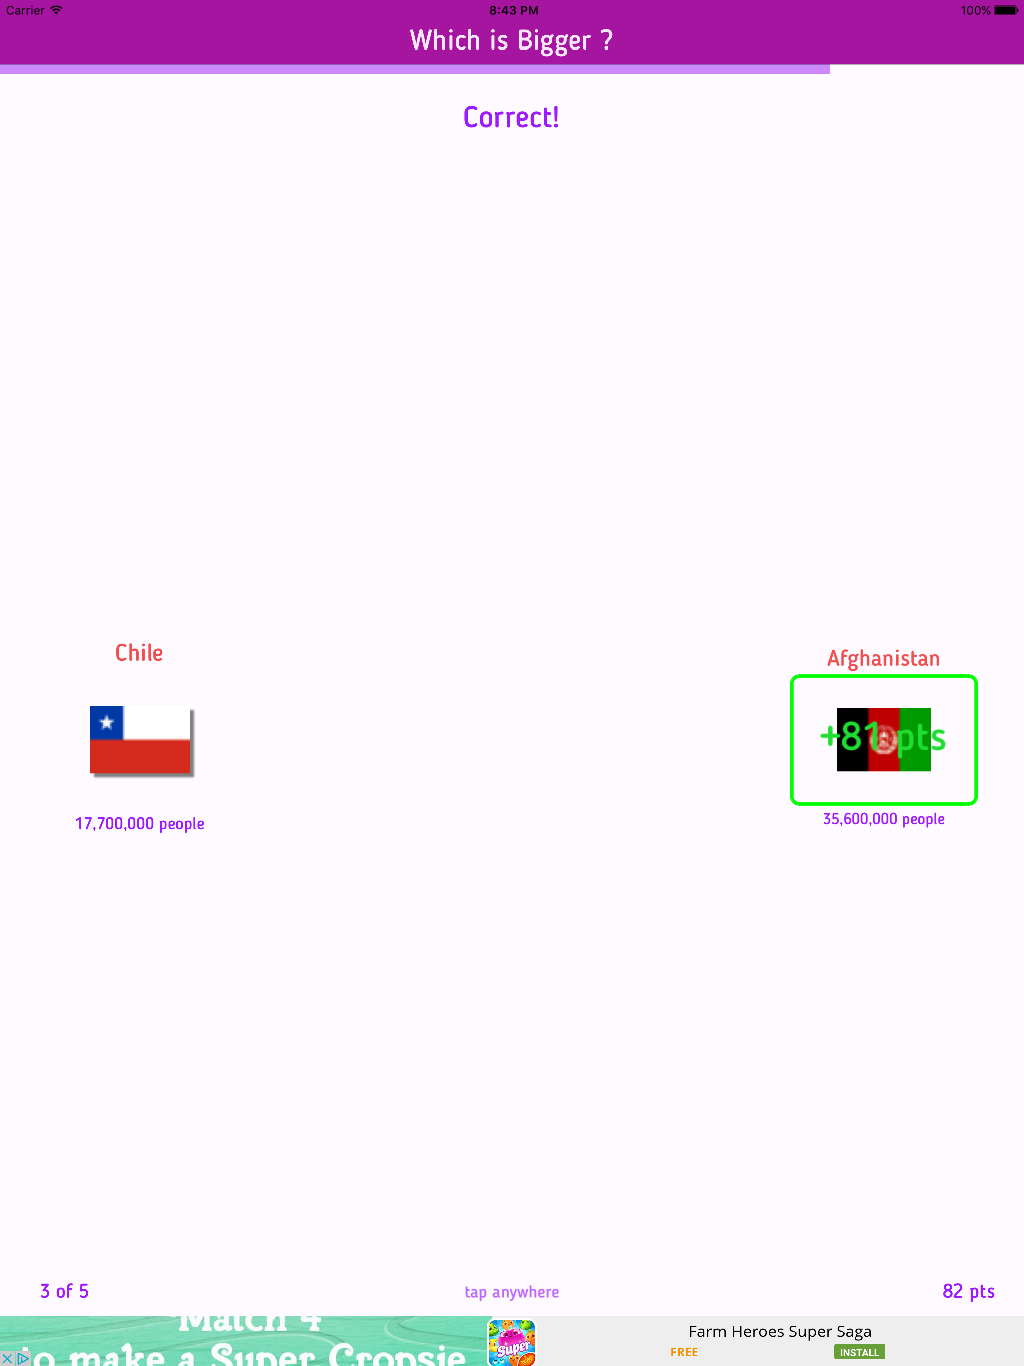 Carrier 8:43 PM 100%
Which is Bigger ?
Correct!
Chile
Afghanistan
+81 pts
17,700,000 people
35,600,000 people
3 of 5
tap anywhere
82 pts
Match 4
to make a Super Cropsie
Super
Farm Heroes Super Saga
FREE
INSTALL